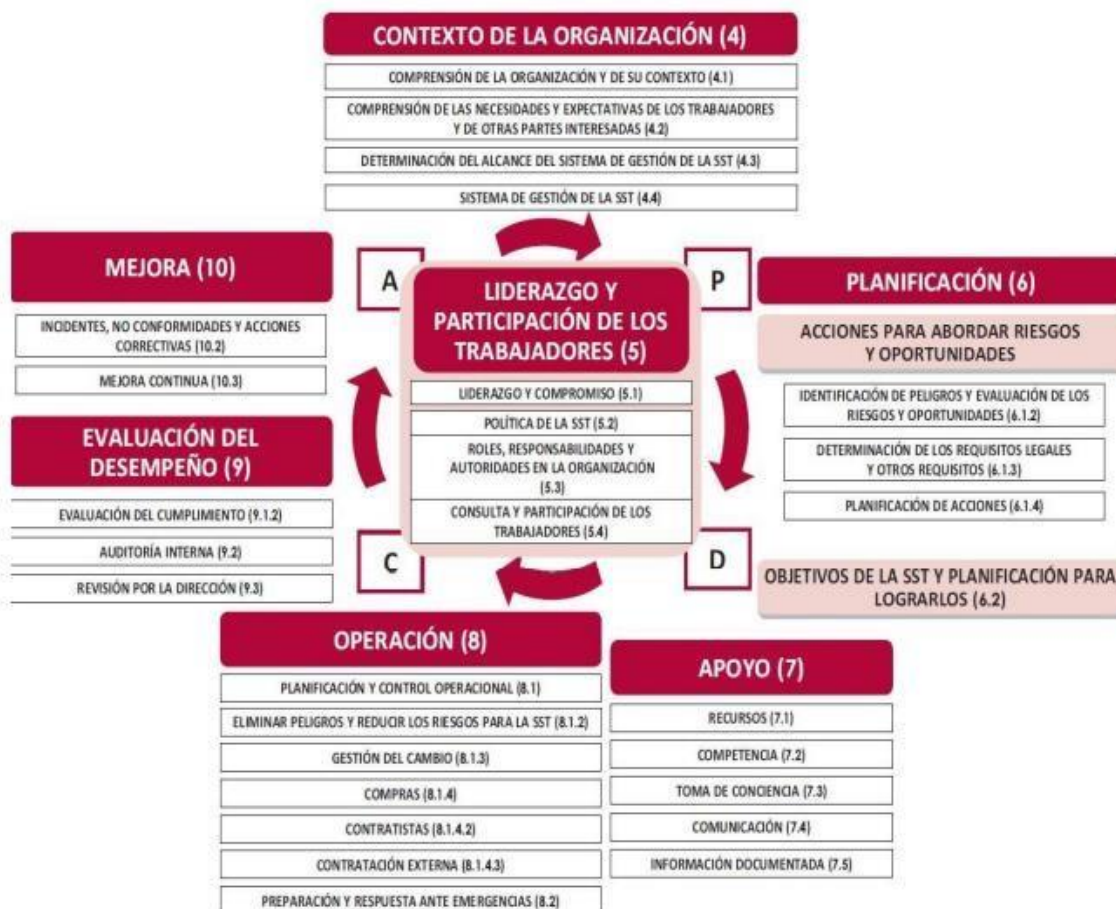 CONTEXTO DE LA ORGANIZACIÓN (4)
COMPRENSIÓN DE LA ORGANIZACIÓN Y DE SU CONTEXTO (4.1)
COMPRENSIÓN DE LAS NECESIDADES Y EXPECTATIVAS DE LOS TRABAJADORES
Y DE OTRAS PARTES INTERESADAS (4.2)
DETERMINACIÓN DEL ALCANCE DEL SISTEMA DE GESTIÓN DE LA SST (4.3)
SISTEMA DE GESTIÓN DE LA SST (4.4)
A
P
C
D
LIDERAZGO Y
PARTICIPACIÓN DE LOS
TRABAJADORES (5)
LIDERAZGO Y COMPROMISO (5.1)
POLÍTICA DE LA SST (5.2)
ROLES, RESPONSABILIDADES Y
AUTORIDADES EN LA ORGANIZACIÓN
(5.3)
CONSULTA Y PARTICIPACIÓN DE LOS
TRABAJADORES (5.4)
PLANIFICACIÓN (6)
ACCIONES PARA ABORDAR RIESGOS
Y OPORTUNIDADES
IDENTIFICACIÓN DE PELIGROS Y EVALUACIÓN DE LOS
RIESGOS Y OPORTUNIDADES (6.1.2)
DETERMINACIÓN DE LOS REQUISITOS LEGALES
Y OTROS REQUISITOS (6.1.3)
PLANIFICACIÓN DE ACCIONES (6.1.4)
OBJETIVOS DE LA SST Y PLANIFICACIÓN PARA
LOGRARLOS (6.2)
APOYO (7)
RECURSOS (7.1)
COMPETENCIA (7.2)
TOMA DE CONCIENCIA (7.3)
COMUNICACIÓN (7.4)
INFORMACIÓN DOCUMENTADA (7.5)
OPERACIÓN (8)
PLANIFICACIÓN Y CONTROL OPERACIONAL (8.1)
ELIMINAR PELIGROS Y REDUCIR LOS RIESGOS PARA LA SST (8.1.2)
GESTIÓN DEL CAMBIO (8.1.3)
COMPRAS (8.1.4)
CONTRATISTAS (8.1.4.2)
CONTRATACIÓN EXTERNA (8.1.4.3)
PREPARACIÓN Y RESPUESTA ANTE EMERGENCIAS (8.2)
EVALUACIÓN DEL
DESEMPEÑO (9)
EVALUACIÓN DEL CUMPLIMIENTO (9.1.2)
AUDITORÍA INTERNA (9.2)
REVISIÓN POR LA DIRECCIÓN (9.3)
MEJORA (10)
INCIDENTES, NO CONFORMIDADES Y ACCIONES
CORRECTIVAS (10.2)
MEJORA CONTINUA (10.3)